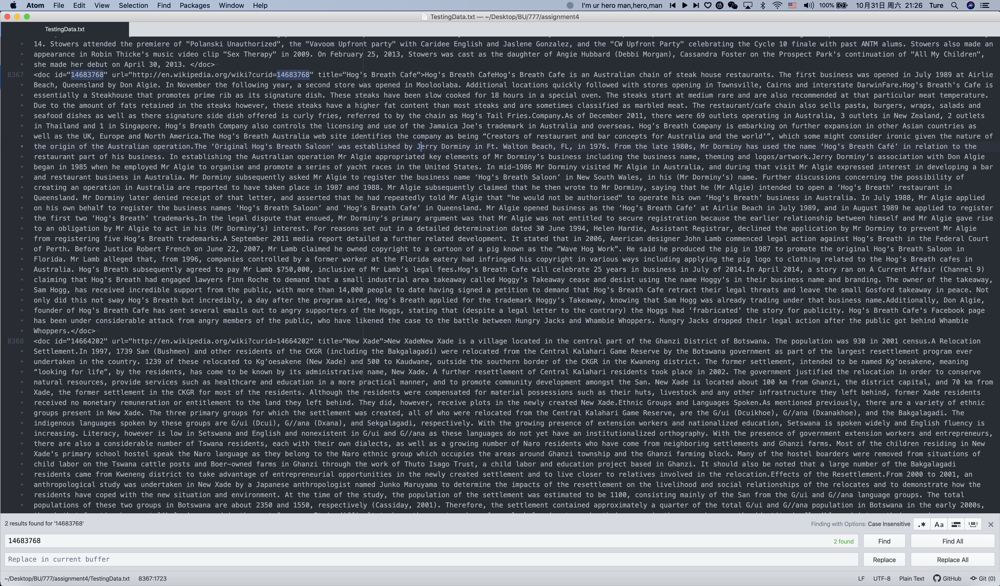 Atom File Edit View Selection Find Packages Window Help I'm ur hero man,hero,man 100% 10月31日 周六 21:26 Ture
TestingData.txt — ~/Desktop/BU/777/assignment4
TestingData.txt
14. Stowers attended the premiere of "Polanski Unauthorized", the "Vavoom Upfront party" with Caridee English and Jaslene Gonzalez, and the "CW Upfront Party" celebrating the Cycle 10 finale with past ANTM alums. Stowers also made an
appearance in Robin Thicke's music video clip "Sex Therapy" in 2009. On February 25, 2013, Stowers was cast as the daughter of Angie Hubbard (Debbi Morgan), Cassandra Foster on the Prospect Park's continuation of "All My Children",
she made her debut on April 30, 2013. </doc>¬
8367 <doc id="14683768" url="http://en.wikipedia.org/wiki?curid=14683768" title="Hog's Breath Cafe">Hog's Breath CafeHog's Breath Cafe is an Australian chain of steak house restaurants. The first business was opened in July 1989 at Airlie
Beach, Queensland by Don Algie. In November the following year, a second store was opened in Mooloolaba. Additional locations quickly followed with stores opening in Townsville, Cairns and interstate DarwinFare.Hog's Breath's Cafe is
essentially a Steakhouse that promotes prime rib as its signature dish. These steaks have been slow cooked for 18 hours in a special oven. The steaks start at medium rare and are also recommended at that particular meat temperature.
Due to the amount of fats retained in the steaks however, these steaks have a higher fat content than most steaks and are sometimes classified as marbled meat. The restaurant/cafe chain also sells pasta, burgers, wraps, salads and
seafood dishes as well as there signature side dish offered is curly fries, referred to by the chain as Hog's Tail Fries.Company.As of December 2011, there were 69 outlets operating in Australia, 3 outlets in New Zealand, 2 outlets
in Thailand and 1 in Singapore. Hog’s Breath Company also controls the licensing and use of the Jamaica Joe's trademark in Australia and overseas. Hog’s Breath Company is embarking on further expansion in other Asian countries as
well as the UK, Europe and North America.The Hog’s Breath Australia web site identifies the company as being “Creators of restaurant and bar concepts for Australia and the world'”, which some might consider ironic given the nature of
the origin of the Australian operation.The ‘Original Hog's Breath Saloon’ was established by Jerry Dorminy in Ft. Walton Beach, FL, in 1976. From the late 1980s, Mr Dorminy has used the name ‘Hog's Breath Café’ in relation to the
restaurant part of his business. In establishing the Australian operation Mr Algie appropriated key elements of Mr Dorminy’s business including the business name, theming and logos/artwork.Jerry Dorminy’s association with Don Algie
began in 1985 when he employed Mr Algie to organise and promote a series of yacht races in the United States. In mid–1986 Mr Dorminy visited Mr Algie in Australia, and during that visit Mr Algie expressed interest in developing a bar
and restaurant business in Australia. Mr Dorminy subsequently asked Mr Algie to register the business name ‘Hog's Breath Saloon’ in New South Wales, in his (Mr Dorminy's) name. Further discussions concerning the possibility of
creating an operation in Australia are reported to have taken place in 1987 and 1988. Mr Algie subsequently claimed that he then wrote to Mr Dorminy, saying that he (Mr Algie) intended to open a ‘Hog's Breath’ restaurant in
Queensland. Mr Dorminy later denied receipt of that letter, and asserted that he had repeatedly told Mr Algie that "he would not be authorised" to operate his own ‘Hog's Breath’ business in Australia. In July 1988, Mr Algie applied
on his own behalf to register the business names ‘Hog's Breath Saloon’ and ‘Hog's Breath Cafe’ in Queensland. Mr Algie opened business as the ‘Hog's Breath Cafe’ at Airlie Beach in July 1989, and in August 1989 he applied to register
the first two ‘Hog's Breath’ trademarks.In the legal dispute that ensued, Mr Dorminy’s primary argument was that Mr Algie was not entitled to secure registration because the earlier relationship between himself and Mr Algie gave rise
to an obligation by Mr Algie to act in his (Mr Dorminy’s) interest. For reasons set out in a detailed determination dated 30 June 1994, Helen Hardie, Assistant Registrar, declined the application by Mr Dorminy to prevent Mr Algie
from registering five Hog’s Breath trademarks.A September 2011 media report detailed a further related development. It stated that in 2006, American designer John Lamb commenced legal action against Hog’s Breath in the Federal Court
of Perth. Before Justice Robert French on June 22, 2007, Mr Lamb claimed he owned copyright to a cartoon of a pig known as the “Wave Hog Work”. He said he produced the pig in 1987 to promote the original Hog’s Breath Saloon in
Florida. Mr Lamb alleged that, from 1996, companies controlled by a former worker at the Florida eatery had infringed his copyright in various ways including applying the pig logo to clothing related to the Hog’s Breath cafes in
Australia. Hog’s Breath subsequently agreed to pay Mr Lamb $750,000, inclusive of Mr Lamb’s legal fees.Hog's Breath Cafe will celebrate 25 years in business in July of 2014.In April 2014, a story ran on A Current Affair (Channel 9)
claiming that Hog's Breath had engaged lawyers Finn Roche to demand that a small industrial area takeaway called Hoggy's Takeaway cease and desist using the name Hoggy's in their business name and branding. The owner of the takeaway,
Sam Hogg, has received incredible support from the public, with more than 14,000 people to date having signed a petition to demand that Hog's Breath Cafe retract their legal threats and leave the small Gosford takeaway in peace. Not
only did this not sway Hog's Breath but incredibly, a day after the program aired, Hog's Breath applied for the trademark Hoggy's Takeaway, knowing that Sam Hogg was already trading under that business name.Additionally, Don Algie,
founder of Hog's Breath Cafe has sent several emails out to angry supporters of the Hoggs, stating that (despite a legal letter to the contrary) the Hoggs had 'frabricated' the story for publicity. Hog's Breath Cafe's Facebook page
has been under considerable attack from angry members of the public, who have likened the case to the battle between Hungry Jacks and Whambie Whoppers. Hungry Jacks dropped their legal action after the public got behind Whambie
Whoppers.</doc>¬
8368 <doc id="14664202" url="http://en.wikipedia.org/wiki?curid=14664202" title="New Xade">New XadeNew Xade is a village located in the central part of the Ghanzi District of Botswana. The population was 930 in 2001 census.A Relocation
Settlement.In 1997, 1739 San (Bushmen) and other residents of the CKGR (including the Bakgalagadi) were relocated from the Central Kalahari Game Reserve by the Botswana government as part of the largest resettlement program ever
undertaken in the country. 1239 of these relocated to Kg’oesakene (New Xade) and 500 to Kaudwane, outside the southern border of the CKGR in the Kwaneng district. The former settlement, intended to be named Kg'oesakene, meaning
“looking for life”, by the residents, has come to be known by its administrative name, New Xade. A further resettlement of Central Kalahari residents took place in 2002. The government justified the relocation in order to conserve
natural resources, provide services such as healthcare and education in a more practical manner, and to promote community development amongst the San. New Xade is located about 100 km from Ghanzi, the district capital, and 70 km from
Xade, the former settlement in the CKGR for most of the residents. Although the residents were compensated for material possessions such as their huts, livestock and any other infrastructure they left behind, former Xade residents
received no monetary remuneration or entitlement to the land they left behind. They did, however, receive plots in the newly created New Xade.Ethnic Groups and Languages Spoken.As mentioned previously, there are a variety of ethnic
groups present in New Xade. The three primary groups for which the settlement was created, all of who were relocated from the Central Kalahari Game Reserve, are the G/ui (Dcuikhoe), G//ana (Dxanakhoe), and the Bakgalagadi. The
indigenous languages spoken by these groups are G/ui (Dcui), G//ana (Dxana), and Sekgalagadi, respectively. With the growing presence of extension workers and nationalized education, Setswana is spoken widely and English fluency is
increasing. Literacy, however is low in Setswana and English and nonexistent in G/ui and G//ana as these languages do not yet have an institutionalized orthography. With the presence of government extension workers and entrepreneurs,
there are also a considerable number of Tswana residents, each with their own dialects, as well as a growing number of Naro residents who have come from neighboring settlements and Ghanzi farms. Most of the children residing in New
Xade's primary school hostel speak the Naro language as they belong to the Naro ethnic group which occupies the areas around Ghanzi township and the Ghanzi farming block. Many of the hostel boarders were removed from situations of
child labor on the Tswana cattle posts and Boer–owned farms in Ghanzi through the work of Thuto Isago Trust, a child labor and education project based in Ghanzi. It should also be noted that a large number of the Bakgalagadi
residents came from Kweneng district to take advantage of entrepreneurial opportunities in the newly created settlement and to live closer to relatives involved in the relocation.Effects of the Resettlement.From 2000 to 2001, an
anthropological study was undertaken in New Xade by a Japanese anthropologist named Junko Maruyama to determine the impacts of the resettlement on the livelihood and social relationships of the relocates and to demonstrate how the
residents have coped with the new situation and environment. At the time of the study, the population of the settlement was estimated to be 1100, consisting mainly of the San from the G/ui and G//ana language groups. The total
populations of these two groups in Botswana are about 2350 and 1550, respectively (Cassiday, 2001). Therefore, the settlement contained approximately a quarter of the total G/ui and G//ana population in Botswana in the early 2000s,
2 results found for '14683768' Finding with Options: Case Insensitive .* Aa
14683768 2 found Find Find All
Replace in current buffer Replace Replace All
~/Desktop/BU/777/assignment4/TestingData.txt 8367:1723 LF UTF-8 Plain Text GitHub Git (0)